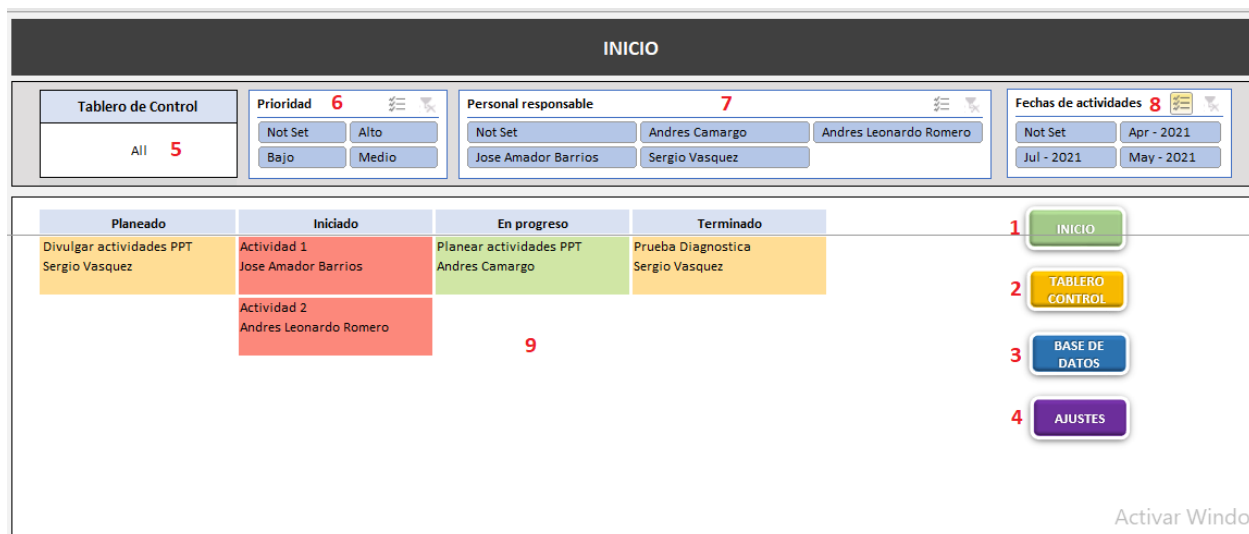 INICIO
Tablero de Control
All 5
Prioridad 6
Not Set Alto
Bajo Medio
Personal responsable 7
Not Set Andres Camargo Andres Leonardo Romero
Jose Amador Barrios Sergio Vasquez
Fechas de actividades 8
Not Set Apr - 2021
Jul - 2021 May - 2021
Planeado Iniciado En progreso Terminado
Divulgar actividades PPT Actividad 1 Planear actividades PPT Prueba Diagnostica
Sergio Vasquez Jose Amador Barrios Andres Camargo Sergio Vasquez
Actividad 2
Andres Leonardo Romero
9
1 INICIO
2 TABLERO
CONTROL
3 BASE DE
DATOS
4 AJUSTES
Activar Windo